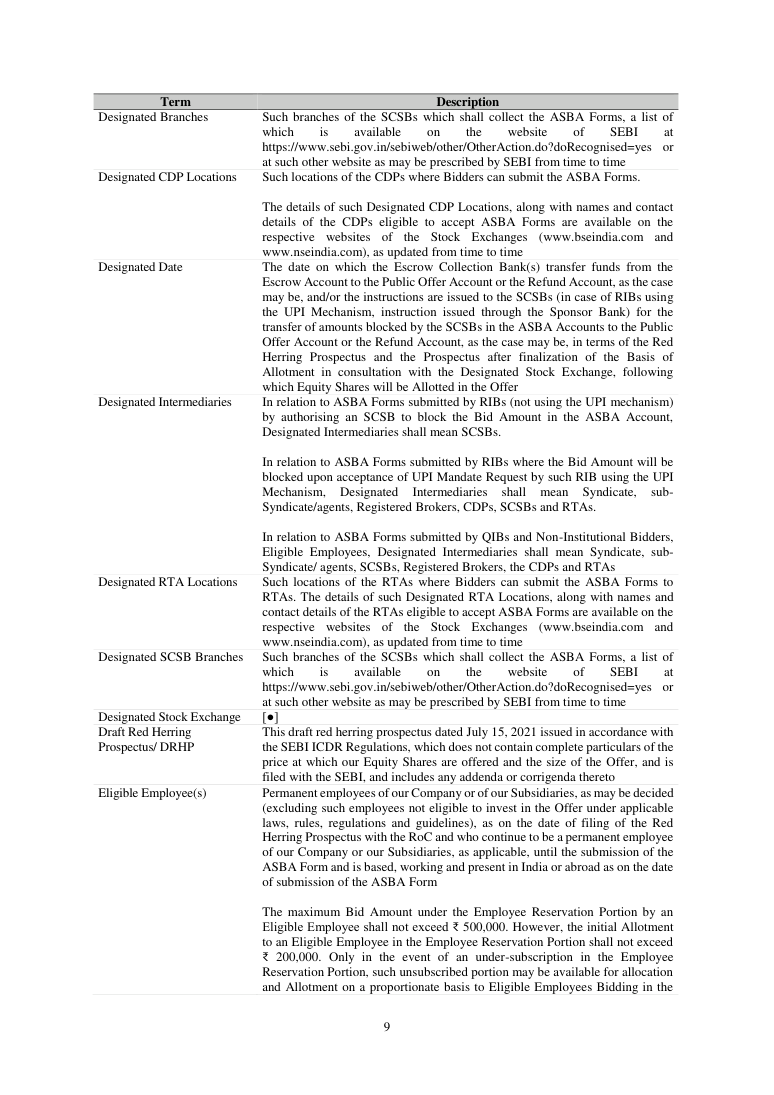 Term Description
Designated Branches Such branches of the SCSBs which shall collect the ASBA Forms, a list of
which is available on the website of SEBI at
https://www.sebi.gov.in/sebiweb/other/OtherAction.do?doRecognised=yes or
at such other website as may be prescribed by SEBI from time to time
Designated CDP Locations Such locations of the CDPs where Bidders can submit the ASBA Forms.
The details of such Designated CDP Locations, along with names and contact
details of the CDPs eligible to accept ASBA Forms are available on the
respective websites of the Stock Exchanges (www.bseindia.com and
www.nseindia.com), as updated from time to time
Designated Date The date on which the Escrow Collection Bank(s) transfer funds from the
Escrow Account to the Public Offer Account or the Refund Account, as the case
may be, and/or the instructions are issued to the SCSBs (in case of RIBs using
the UPI Mechanism, instruction issued through the Sponsor Bank) for the
transfer of amounts blocked by the SCSBs in the ASBA Accounts to the Public
Offer Account or the Refund Account, as the case may be, in terms of the Red
Herring Prospectus and the Prospectus after finalization of the Basis of
Allotment in consultation with the Designated Stock Exchange, following
which Equity Shares will be Allotted in the Offer
Designated Intermediaries In relation to ASBA Forms submitted by RIBs (not using the UPI mechanism)
by authorising an SCSB to block the Bid Amount in the ASBA Account,
Designated Intermediaries shall mean SCSBs.
In relation to ASBA Forms submitted by RIBs where the Bid Amount will be
blocked upon acceptance of UPI Mandate Request by such RIB using the UPI
Mechanism, Designated Intermediaries shall mean Syndicate, sub-
Syndicate/agents, Registered Brokers, CDPs, SCSBs and RTAs.
In relation to ASBA Forms submitted by QIBs and Non-Institutional Bidders,
Eligible Employees, Designated Intermediaries shall mean Syndicate, sub-
Syndicate/ agents, SCSBs, Registered Brokers, the CDPs and RTAs
Designated RTA Locations Such locations of the RTAs where Bidders can submit the ASBA Forms to
RTAs. The details of such Designated RTA Locations, along with names and
contact details of the RTAs eligible to accept ASBA Forms are available on the
respective websites of the Stock Exchanges (www.bseindia.com and
www.nseindia.com), as updated from time to time
Designated SCSB Branches Such branches of the SCSBs which shall collect the ASBA Forms, a list of
which is available on the website of SEBI at
https://www.sebi.gov.in/sebiweb/other/OtherAction.do?doRecognised=yes or
at such other website as may be prescribed by SEBI from time to time
Designated Stock Exchange [●]
Draft Red Herring This draft red herring prospectus dated July 15, 2021 issued in accordance with
Prospectus/ DRHP the SEBI ICDR Regulations, which does not contain complete particulars of the
price at which our Equity Shares are offered and the size of the Offer, and is
filed with the SEBI, and includes any addenda or corrigenda thereto
Eligible Employee(s) Permanent employees of our Company or of our Subsidiaries, as may be decided
(excluding such employees not eligible to invest in the Offer under applicable
laws, rules, regulations and guidelines), as on the date of filing of the Red
Herring Prospectus with the RoC and who continue to be a permanent employee
of our Company or our Subsidiaries, as applicable, until the submission of the
ASBA Form and is based, working and present in India or abroad as on the date
of submission of the ASBA Form
The maximum Bid Amount under the Employee Reservation Portion by an
Eligible Employee shall not exceed ₹ 500,000. However, the initial Allotment
to an Eligible Employee in the Employee Reservation Portion shall not exceed
₹ 200,000. Only in the event of an under-subscription in the Employee
Reservation Portion, such unsubscribed portion may be available for allocation
and Allotment on a proportionate basis to Eligible Employees Bidding in the
9